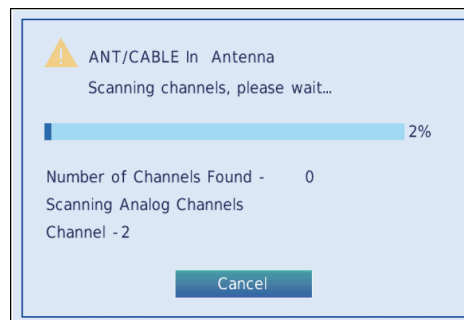 ANT/CABLE In Antenna
Scanning channels, please wait...
2%
Number of Channels Found - 0
Scanning Analog Channels
Channel - 2
Cancel